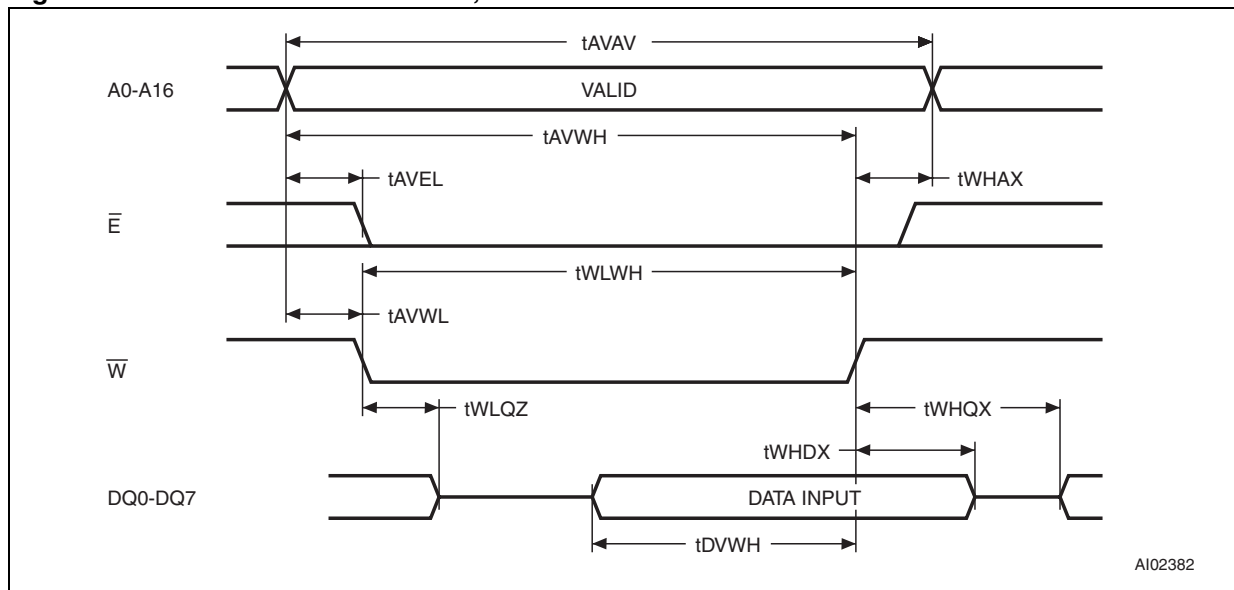 tAVAV
A0-A16
VALID
tAVWH
tAVEL
tWHAX
E̅
tWLWH
tAVWL
W̅
tWLQZ
tWHQX
tWHDX
DQ0-DQ7
DATA INPUT
tDVWH
AI02382